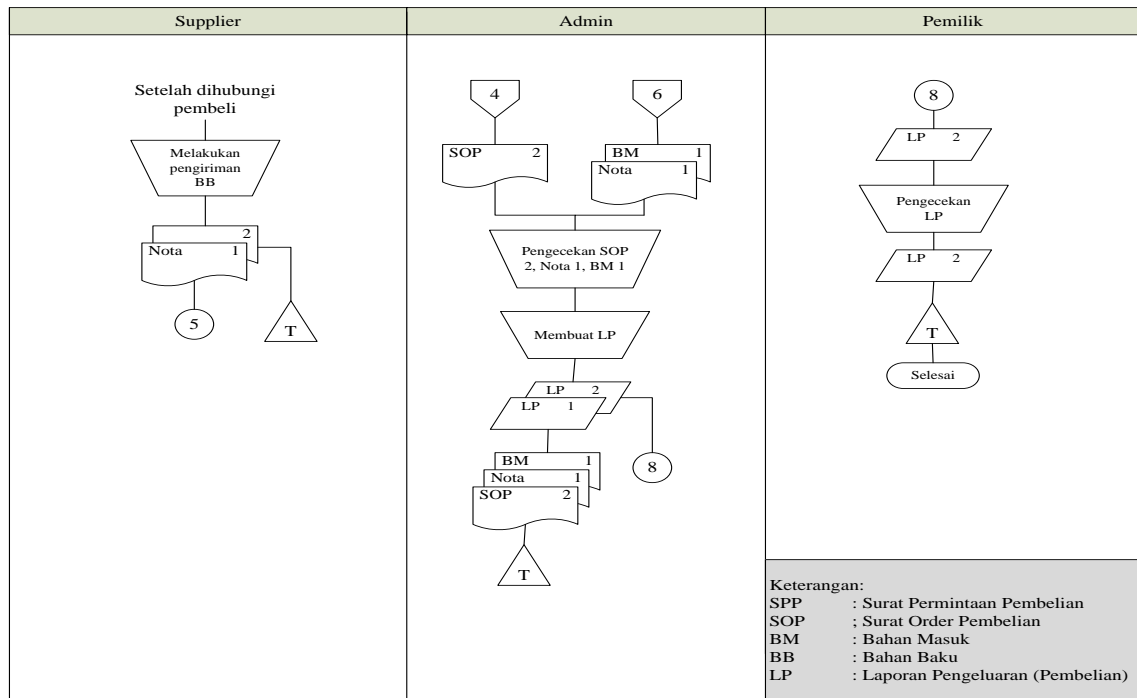 Supplier
Setelah dihubungi
pembeli
Melakukan
pengiriman
BB
2
Nota 1
5
T
Admin
4
6
SOP 2
BM 1
Nota 1
Pengecekan SOP
2, Nota 1, BM 1
Membuat LP
LP 2
LP 1
BM 1
Nota 1
SOP 2
8
T
Pemilik
8
LP 2
Pengecekan
LP
LP 2
T
Selesai
Keterangan:
SPP : Surat Permintaan Pembelian
SOP ; Surat Order Pembelian
BM : Bahan Masuk
BB : Bahan Baku
LP : Laporan Pengeluaran (Pembelian)